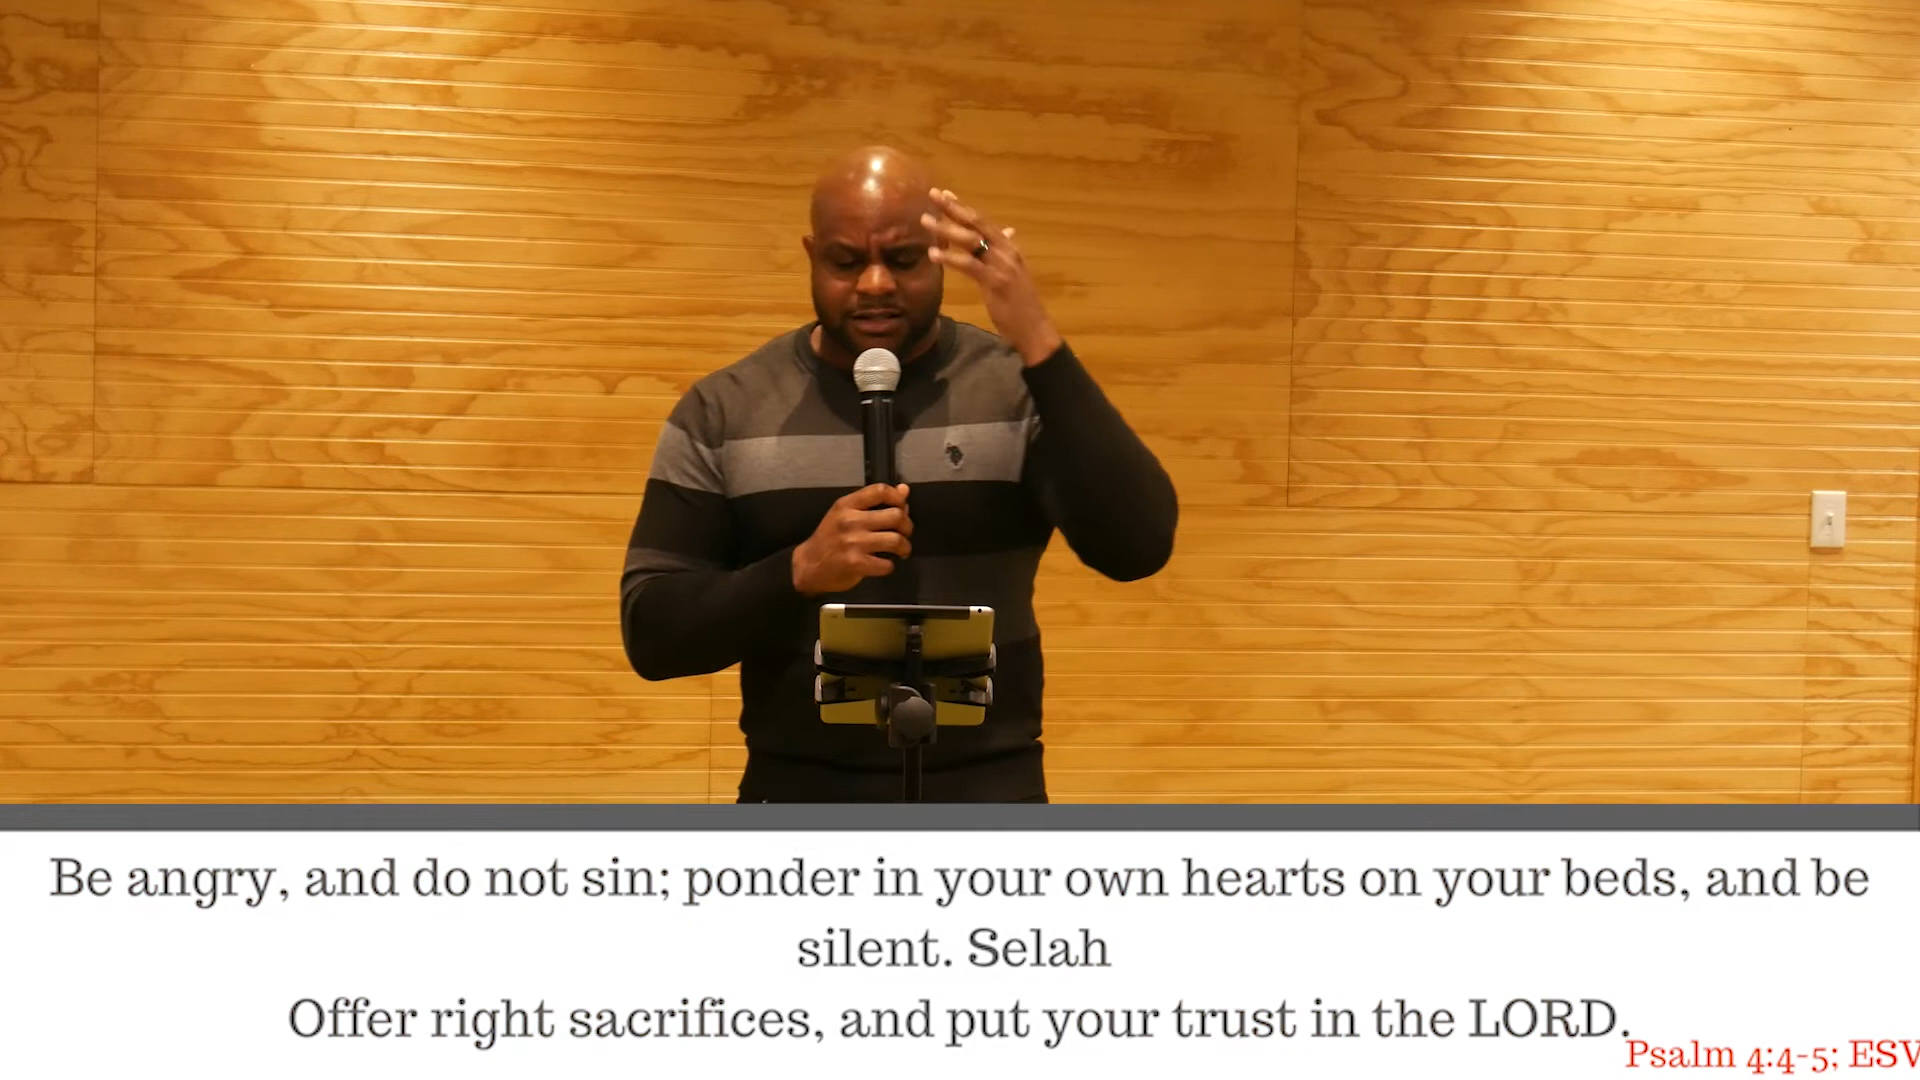 Be angry, and do not sin; ponder in your own hearts on your beds, and be
silent. Selah
Offer right sacrifices, and put your trust in the LORD.
Psalm 4:4-5; ESV